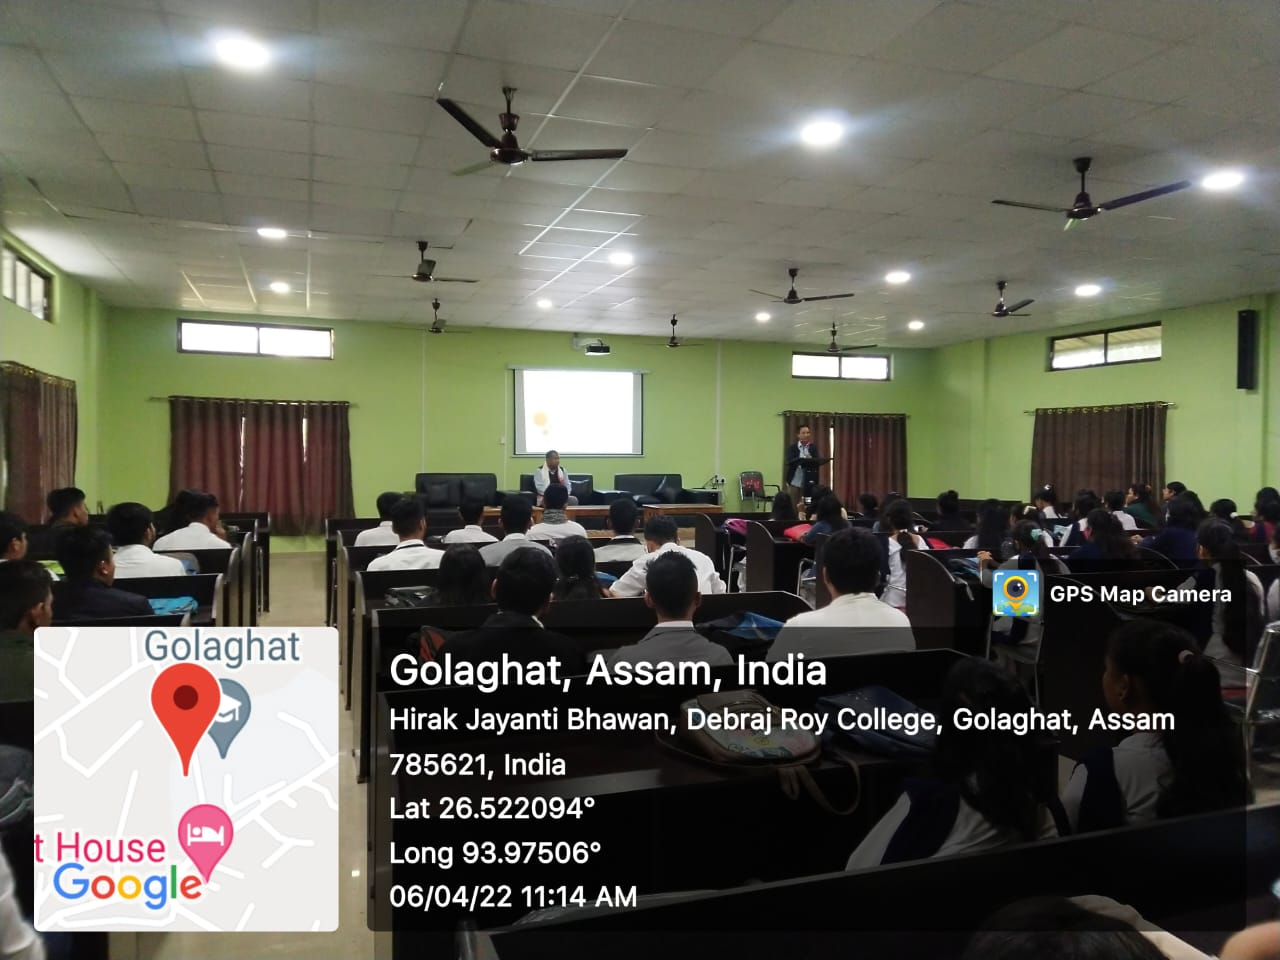 GPS Map Camera
Golaghat
t House
Google
Golaghat, Assam, India
Hirak Jayanti Bhawan, Debraj Roy College, Golaghat, Assam
785621, India
Lat 26.522094°
Long 93.97506°
06/04/22 11:14 AM